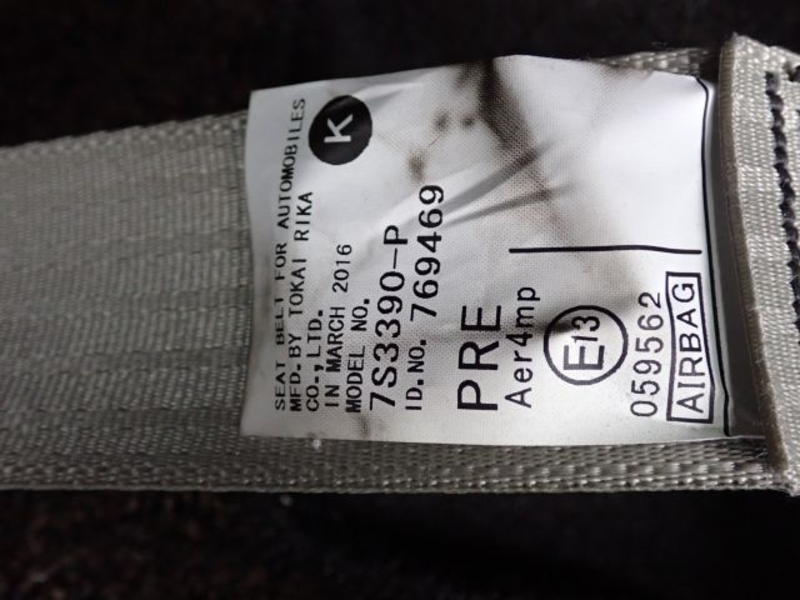 SEAT BELT FOR AUTOMOBILES
MFD. BY TOKAI RIKA
CO., LTD.
K
IN MARCH 2016
MODEL NO.
7S3390-P
ID. NO. 769469
PRE
Aer4mp
E13
059562
AIRBAG